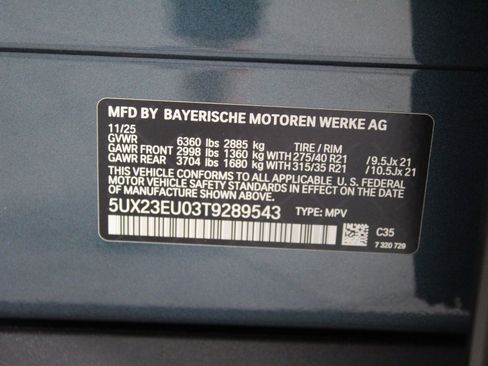 MFD BY BAYERISCHE MOTOREN WERKE AG
11/25
GVWR 6360 lbs 2885 kg TIRE / RIM
GAWR FRONT 2998 lbs 1360 kg WITH 275/40 R21 / 9.5Jx 21
GAWR REAR 3704 lbs 1680 kg WITH 315/35 R21 / 10.5Jx 21
THIS VEHICLE CONFORMS TO ALL APPLICABLE U.S. FEDERAL
MOTOR VEHICLE SAFETY STANDARDS IN EFFECT ON THE DATE
OF MANUFACTURE SHOWN ABOVE.
5UX23EU03T9289543 TYPE: MPV
C35
7 320 729